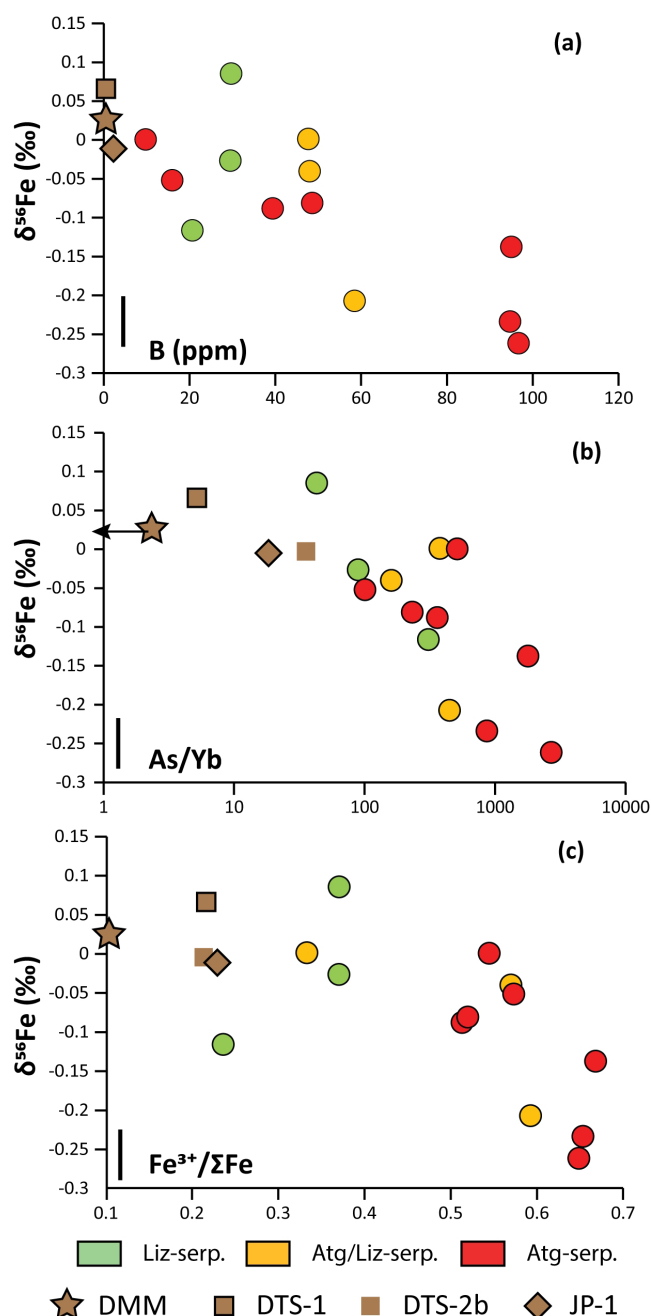 (a)
0.15
0.1
0.05
0
-0.05
-0.1
-0.15
-0.2
-0.25
-0.3
δ⁵⁶Fe (‰)
B (ppm)
0 20 40 60 80 100 120
(b)
0.15
0.1
0.05
0
-0.05
-0.1
-0.15
-0.2
-0.25
-0.3
δ⁵⁶Fe (‰)
As/Yb
1 10 100 1000 10000
(c)
0.15
0.1
0.05
0
-0.05
-0.1
-0.15
-0.2
-0.25
-0.3
δ⁵⁶Fe (‰)
Fe³⁺/ΣFe
0.1 0.2 0.3 0.4 0.5 0.6 0.7
Liz-serp. Atg/Liz-serp. Atg-serp.
DMM DTS-1 DTS-2b JP-1